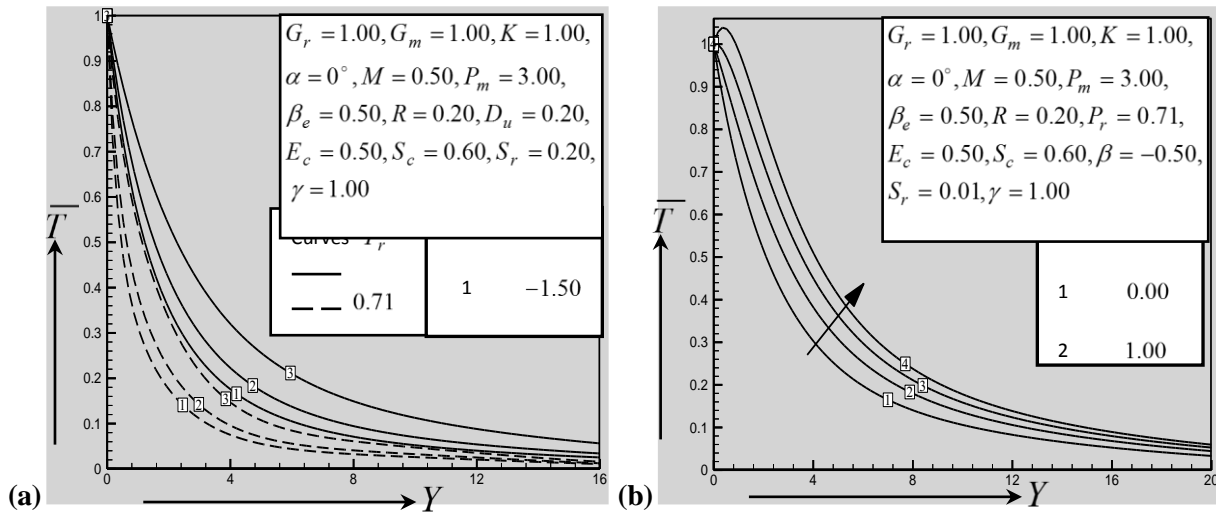 G_r = 1.00, G_m = 1.00, K = 1.00,
α = 0°, M = 0.50, P_m = 3.00,
β_e = 0.50, R = 0.20, D_u = 0.20,
E_c = 0.50, S_c = 0.60, S_r = 0.20,
γ = 1.00
Curves P_r
0.71
1 −1.50
T̅
1
0.9
0.8
0.7
0.6
0.5
0.4
0.3
0.2
0.1
0
1 2 3 1 2 3
0 4 8 12 16
(a) Y
G_r = 1.00, G_m = 1.00, K = 1.00,
α = 0°, M = 0.50, P_m = 3.00,
β_e = 0.50, R = 0.20, P_r = 0.71,
E_c = 0.50, S_c = 0.60, β = −0.50,
S_r = 0.01, γ = 1.00
1 0.00
2 1.00
T̅
1
0.9
0.8
0.7
0.6
0.5
0.4
0.3
0.2
0.1
0
1 2 3 4
0 4 8 12 16 20
(b) Y